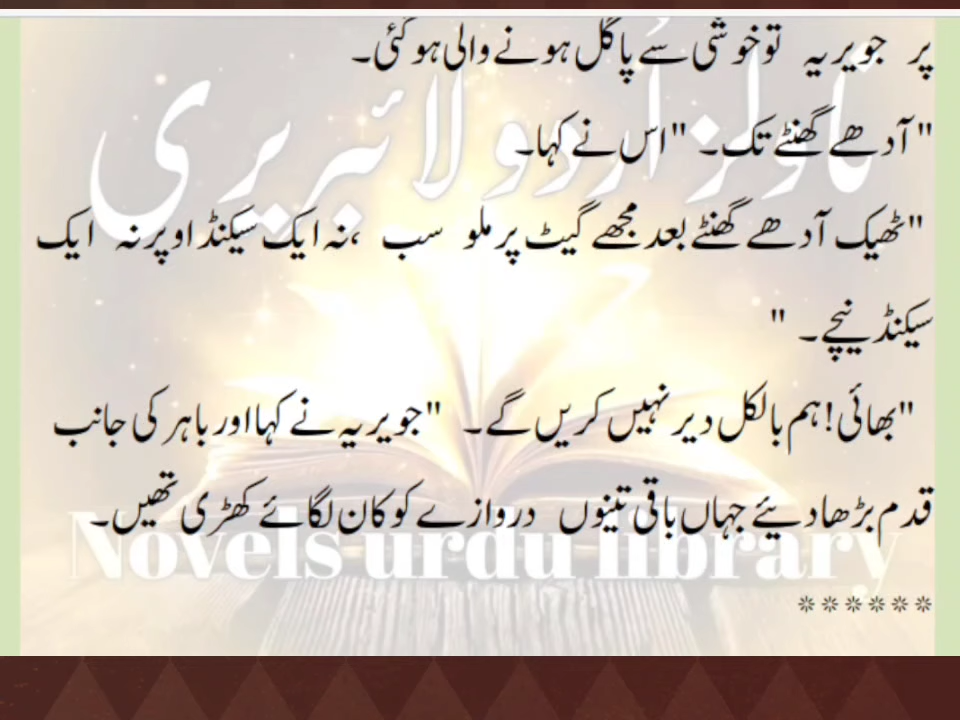 پر جویریہ تو خوشی سے پاگل ہونے والی ہو گئی۔
"آدھے گھنٹے تک۔ "اس نے کہا۔
"ٹھیک آدھے گھنٹے بعد مجھے گیٹ پر ملو سب ،نہ ایک سیکنڈ اوپر نہ ایک
سیکنڈ نیچے۔ "
"بھائی!ہم بالکل دیر نہیں کریں گے۔ "جویریہ نے کہا اور باہر کی جانب
قدم بڑھا دیئے جہاں باقی تینوں دروازے کو کان لگائے کھڑی تھیں۔
******
ناولز اردو لائبریری
Novels urdu library